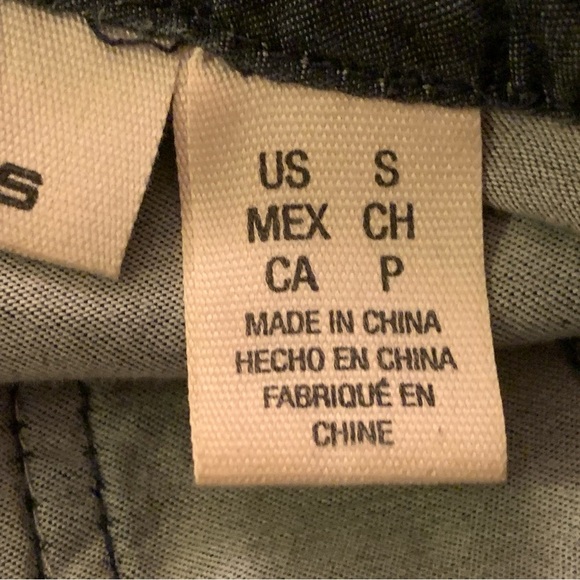 S
US S
MEX CH
CA P
MADE IN CHINA
HECHO EN CHINA
FABRIQUÉ EN
CHINE